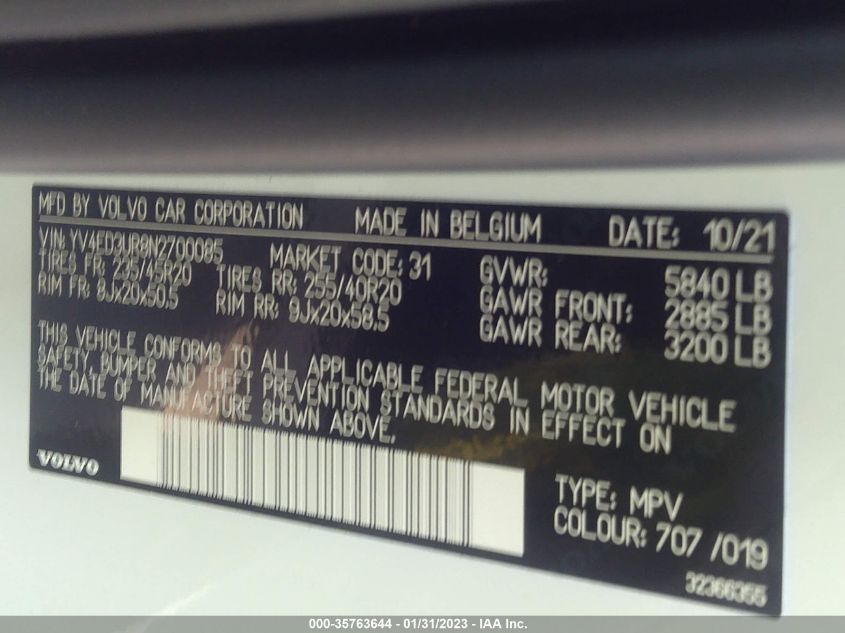 MFD BY VOLVO CAR CORPORATION MADE IN BELGIUM DATE: 10/21
VIN: YV4ED3UR8N2700085 MARKET CODE: 31 GVWR: 5840 LB
TIRES FR: 235/45R20 TIRES RR: 255/40R20 GAWR FRONT: 2885 LB
RIM FR: 8Jx20x50.5 RIM RR: 9Jx20x58.5 GAWR REAR: 3200 LB
THIS VEHICLE CONFORMS TO ALL APPLICABLE FEDERAL MOTOR VEHICLE
SAFETY, BUMPER AND THEFT PREVENTION STANDARDS IN EFFECT ON
THE DATE OF MANUFACTURE SHOWN ABOVE.
VOLVO
TYPE: MPV
COLOUR: 707 /019
32366355
000-35763644 - 01/31/2023 - IAA Inc.